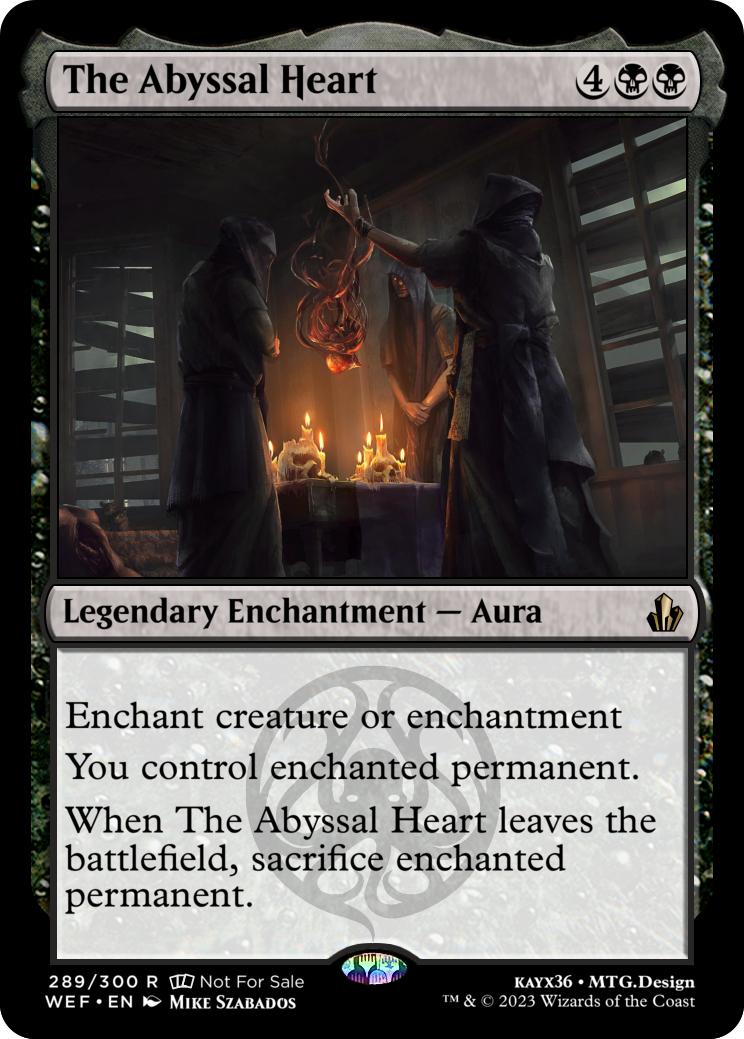 The Abyssal Heart 4
Legendary Enchantment — Aura
Enchant creature or enchantment
You control enchanted permanent.
When The Abyssal Heart leaves the
battlefield, sacrifice enchanted
permanent.
289/300 R Not For Sale
KAYX36 • MTG.Design
WEF • EN MIKE SZABADOS
™ & © 2023 Wizards of the Coast